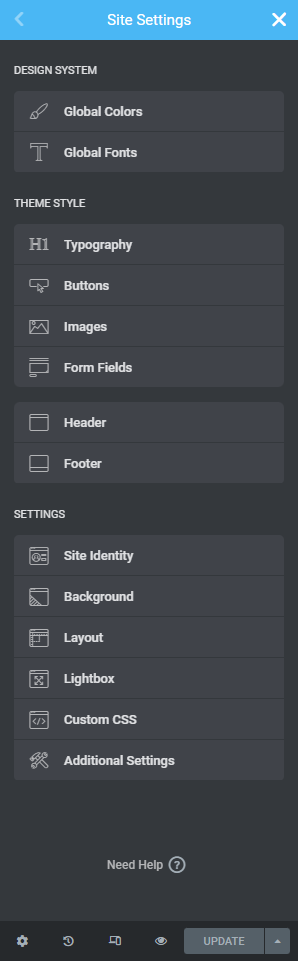 Site Settings
DESIGN SYSTEM
Global Colors
Global Fonts
THEME STYLE
H1 Typography
Buttons
Images
Form Fields
Header
Footer
SETTINGS
Site Identity
Background
Layout
Lightbox
Custom CSS
Additional Settings
Need Help ?
UPDATE